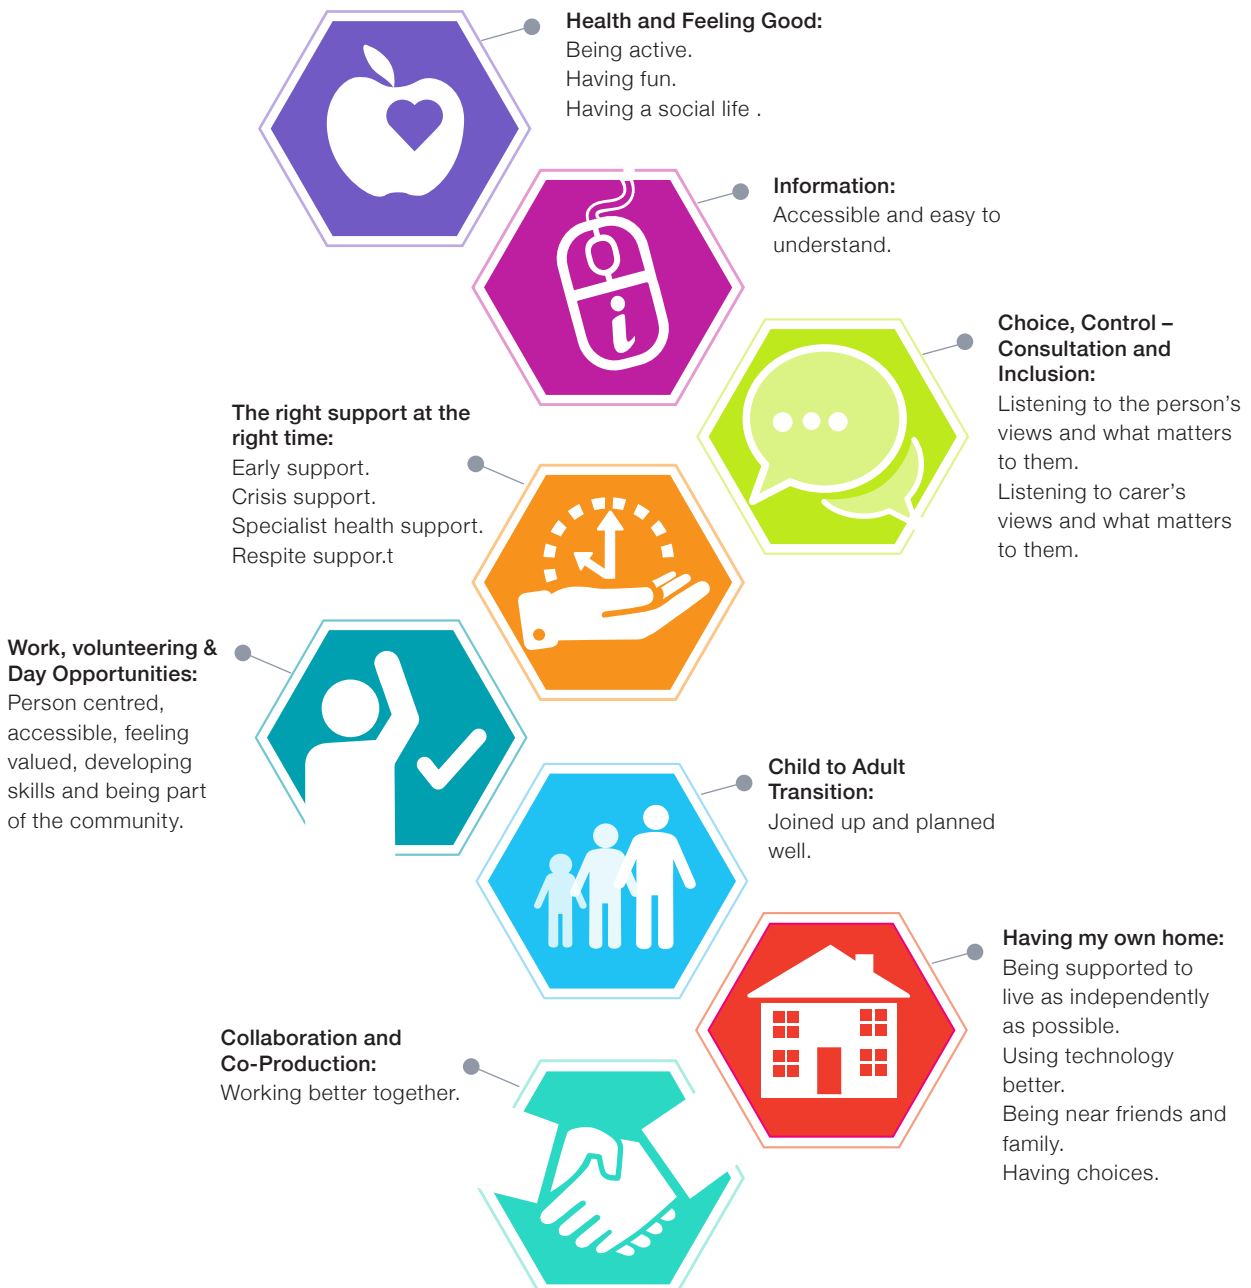 Health and Feeling Good:
Being active.
Having fun.
Having a social life .
Information:
Accessible and easy to
understand.
Choice, Control –
Consultation and
Inclusion:
Listening to the person's
views and what matters
to them.
Listening to carer's
views and what matters
to them.
The right support at the
right time:
Early support.
Crisis support.
Specialist health support.
Respite suppor.t
Work, volunteering &
Day Opportunities:
Person centred,
accessible, feeling
valued, developing
skills and being part
of the community.
Child to Adult
Transition:
Joined up and planned
well.
Having my own home:
Being supported to
live as independently
as possible.
Using technology
better.
Being near friends and
family.
Having choices.
Collaboration and
Co-Production:
Working better together.